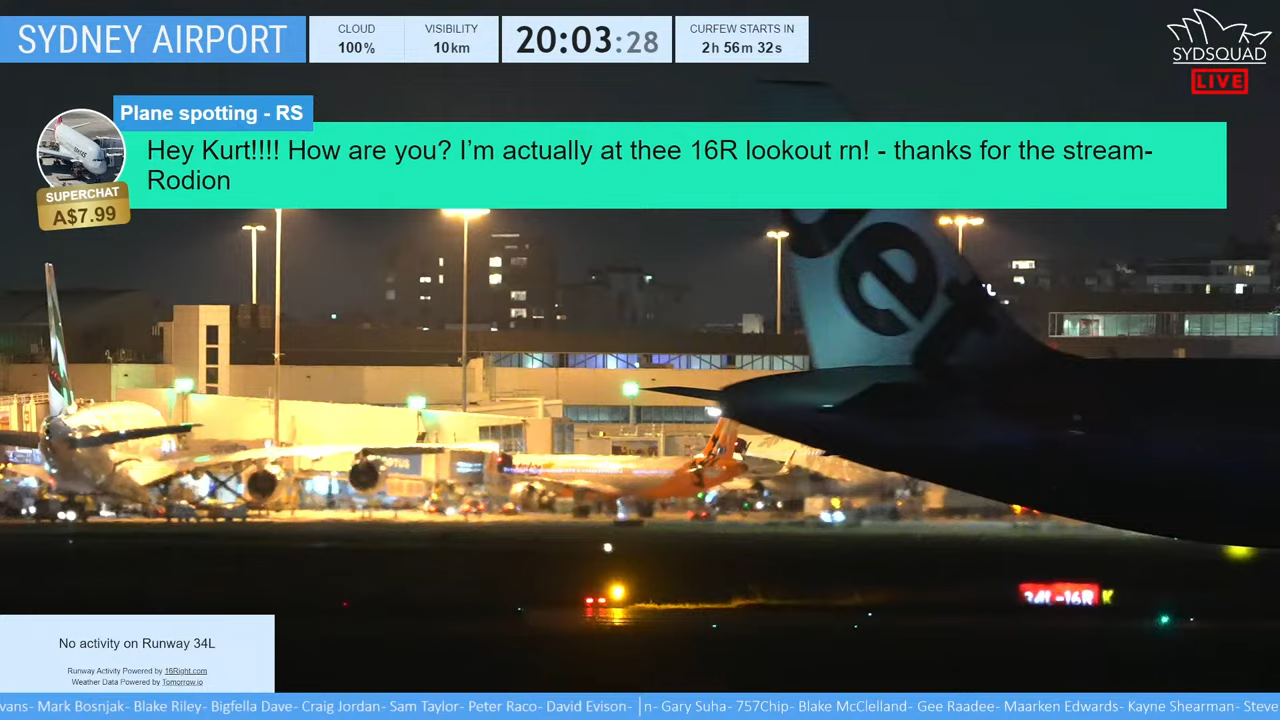 SYDNEY AIRPORT
CLOUD
100%
VISIBILITY
10km
20:03:28
CURFEW STARTS IN
2h 56m 32s
SYDSQUAD
LIVE
Plane spotting - RS
Hey Kurt!!!! How are you? I'm actually at thee 16R lookout rn! - thanks for the stream-
Rodion
SUPERCHAT
A$7.99
e
34L-16R K
No activity on Runway 34L
Runway Activity Powered by 16Right.com
Weather Data Powered by Tomorrow.io
vans- Mark Bosnjak- Blake Riley- Bigfella Dave- Craig Jordan- Sam Taylor- Peter Raco- David Evison- |n- Gary Suha- 757Chip- Blake McClelland- Gee Raadee- Maarken Edwards- Kayne Shearman- Steve